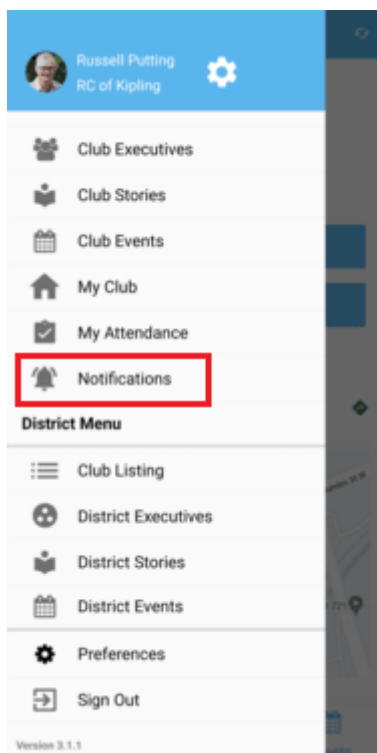 Russell Putting
RC of Kipling
Club Executives
Club Stories
Club Events
My Club
My Attendance
Notifications
District Menu
Club Listing
District Executives
District Stories
District Events
Preferences
Sign Out
Version 3.1.1